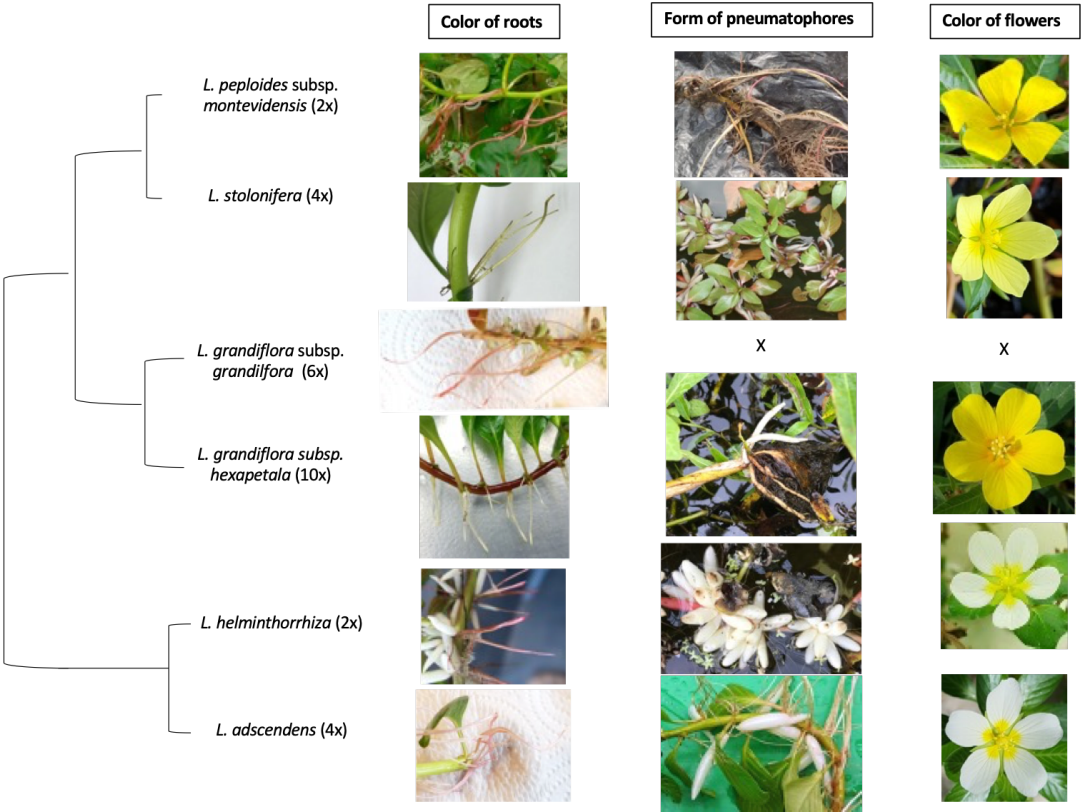 Color of roots
Form of pneumatophores
Color of flowers
L. peploides subsp.
montevidensis (2x)
L. stolonifera (4x)
L. grandiflora subsp.
grandilfora (6x)
X
X
L. grandiflora subsp.
hexapetala (10x)
L. helminthorrhiza (2x)
L. adscendens (4x)